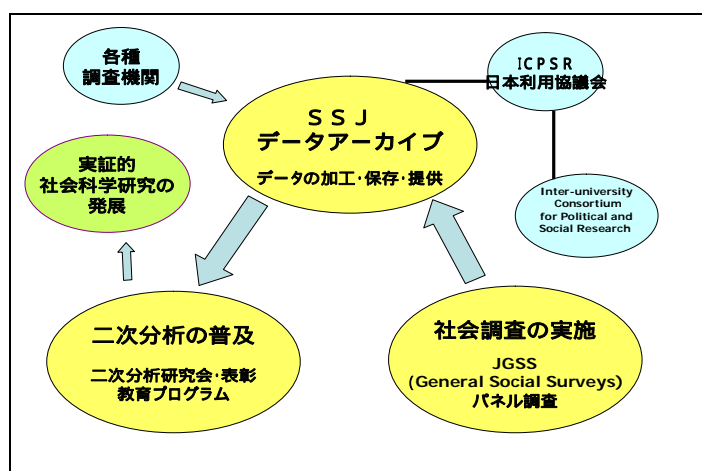 各種
調査機関
ICPSR
日本利用協議会
SSJ
データアーカイブ
データの加工・保存・提供
実証的
社会科学研究の
発展
Inter-university
Consortium
for Political and
Social Research
二次分析の普及
二次分析研究会・表彰
教育プログラム
社会調査の実施
JGSS
(General Social Surveys)
パネル調査